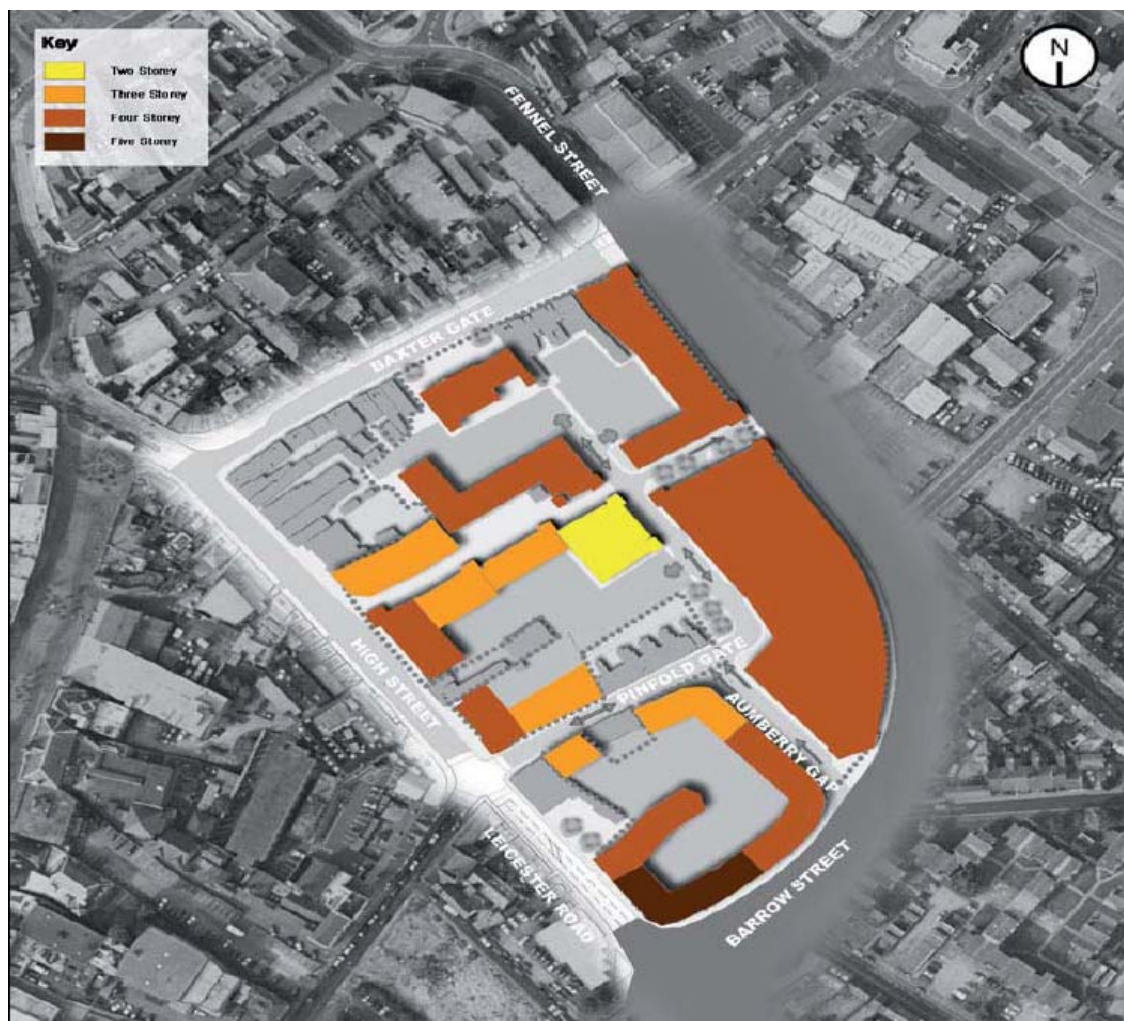 Key
Two Storey
Three Storey
Four Storey
Five Storey
N
FENNEL STREET
BAXTER GATE
HIGH STREET
PINFOLD GATE
AUMBERRY GAP
LEICESTER ROAD
BARROW STREET